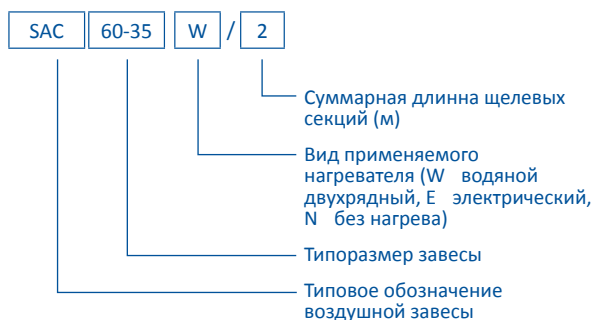 SAC 60-35 W / 2
Суммарная длинна щелевых
секций (м)
Вид применяемого
нагревателя (W водяной
двухрядный, E электрический,
N без нагрева)
Типоразмер завесы
Типовое обозначение
воздушной завесы